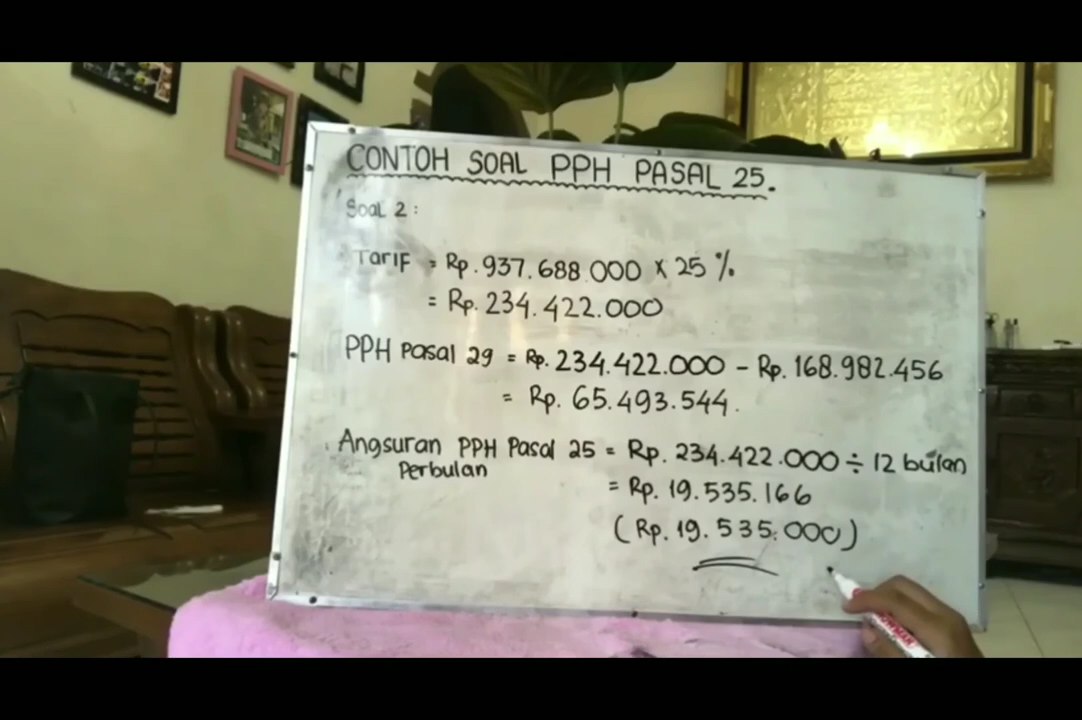 CONTOH SOAL PPH PASAL 25.
Soal 2 :
Tarif = Rp. 937.688.000 x 25 %
= Rp. 234.422.000
PPH Pasal 29 = Rp. 234.422.000 - Rp. 168.982.456
= Rp. 65.493.544.
Angsuran PPH Pasal 25 = Rp. 234.422.000 ÷ 12 bulan
Perbulan
= Rp. 19.535.166
(Rp. 19.535.000)